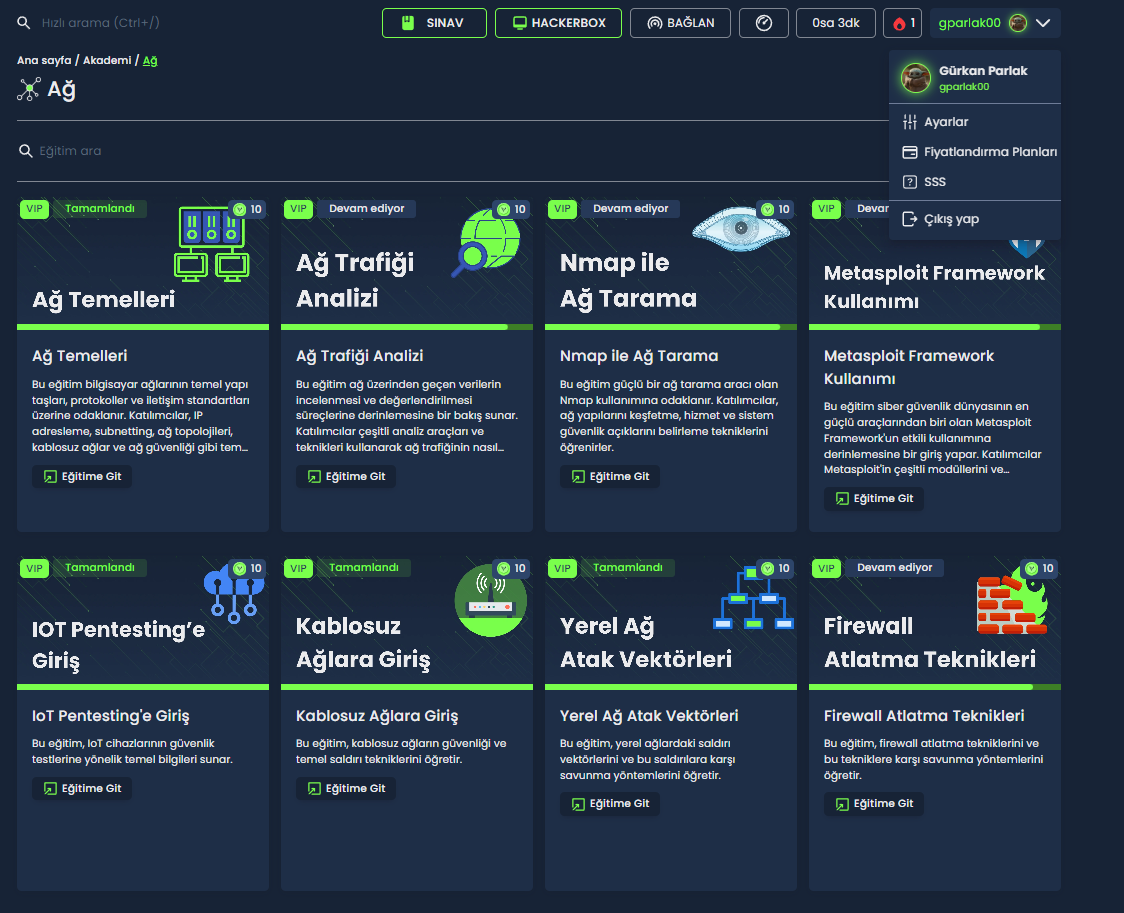 Hızlı arama (Ctrl+/)
SINAV
HACKERBOX
BAĞLAN
0sa 3dk
1
gparlak00
Ana sayfa / Akademi / Ağ
Ağ
Gürkan Parlak
gparlak00
Ayarlar
Fiyatlandırma Planları
SSS
Çıkış yap
Eğitim ara
VIP Tamamlandı 10
Ağ Temelleri
Ağ Temelleri
Bu eğitim bilgisayar ağlarının temel yapı
taşları, protokoller ve iletişim standartları
üzerine odaklanır. Katılımcılar, IP
adresleme, subnetting, ağ topolojileri,
kablosuz ağlar ve ağ güvenliği gibi tem...
Eğitime Git
VIP Devam ediyor 10
Ağ Trafiği
Analizi
Ağ Trafiği Analizi
Bu eğitim ağ üzerinden geçen verilerin
incelenmesi ve değerlendirilmesi
süreçlerine derinlemesine bir bakış sunar.
Katılımcılar çeşitli analiz araçları ve
teknikleri kullanarak ağ trafiğinin nasıl...
Eğitime Git
VIP Devam ediyor 10
Nmap ile
Ağ Tarama
Nmap ile Ağ Tarama
Bu eğitim güçlü bir ağ tarama aracı olan
Nmap kullanımına odaklanır. Katılımcılar,
ağ yapılarını keşfetme, hizmet ve sistem
güvenlik açıklarını belirleme tekniklerini
öğrenirler.
Eğitime Git
VIP Devar
Metasploit Framework
Kullanımı
Metasploit Framework
Kullanımı
Bu eğitim siber güvenlik dünyasının en
güçlü araçlarından biri olan Metasploit
Framework'un etkili kullanımına
derinlemesine bir giriş yapar. Katılımcılar
Metasploit'in çeşitli modüllerini ve...
Eğitime Git
VIP Tamamlandı 10
IOT Pentesting’e
Giriş
IoT Pentesting'e Giriş
Bu eğitim, IoT cihazlarının güvenlik
testlerine yönelik temel bilgileri sunar.
Eğitime Git
VIP Tamamlandı 10
Kablosuz
Ağlara Giriş
Kablosuz Ağlara Giriş
Bu eğitim, kablosuz ağların güvenliği ve
temel saldırı tekniklerini öğretir.
Eğitime Git
VIP Tamamlandı 10
Yerel Ağ
Atak Vektörleri
Yerel Ağ Atak Vektörleri
Bu eğitim, yerel ağlardaki saldırı
vektörlerini ve bu saldırılara karşı
savunma yöntemlerini öğretir.
Eğitime Git
VIP Devam ediyor 10
Firewall
Atlatma Teknikleri
Firewall Atlatma Teknikleri
Bu eğitim, firewall atlatma tekniklerini ve
bu tekniklere karşı savunma yöntemlerini
öğretir.
Eğitime Git